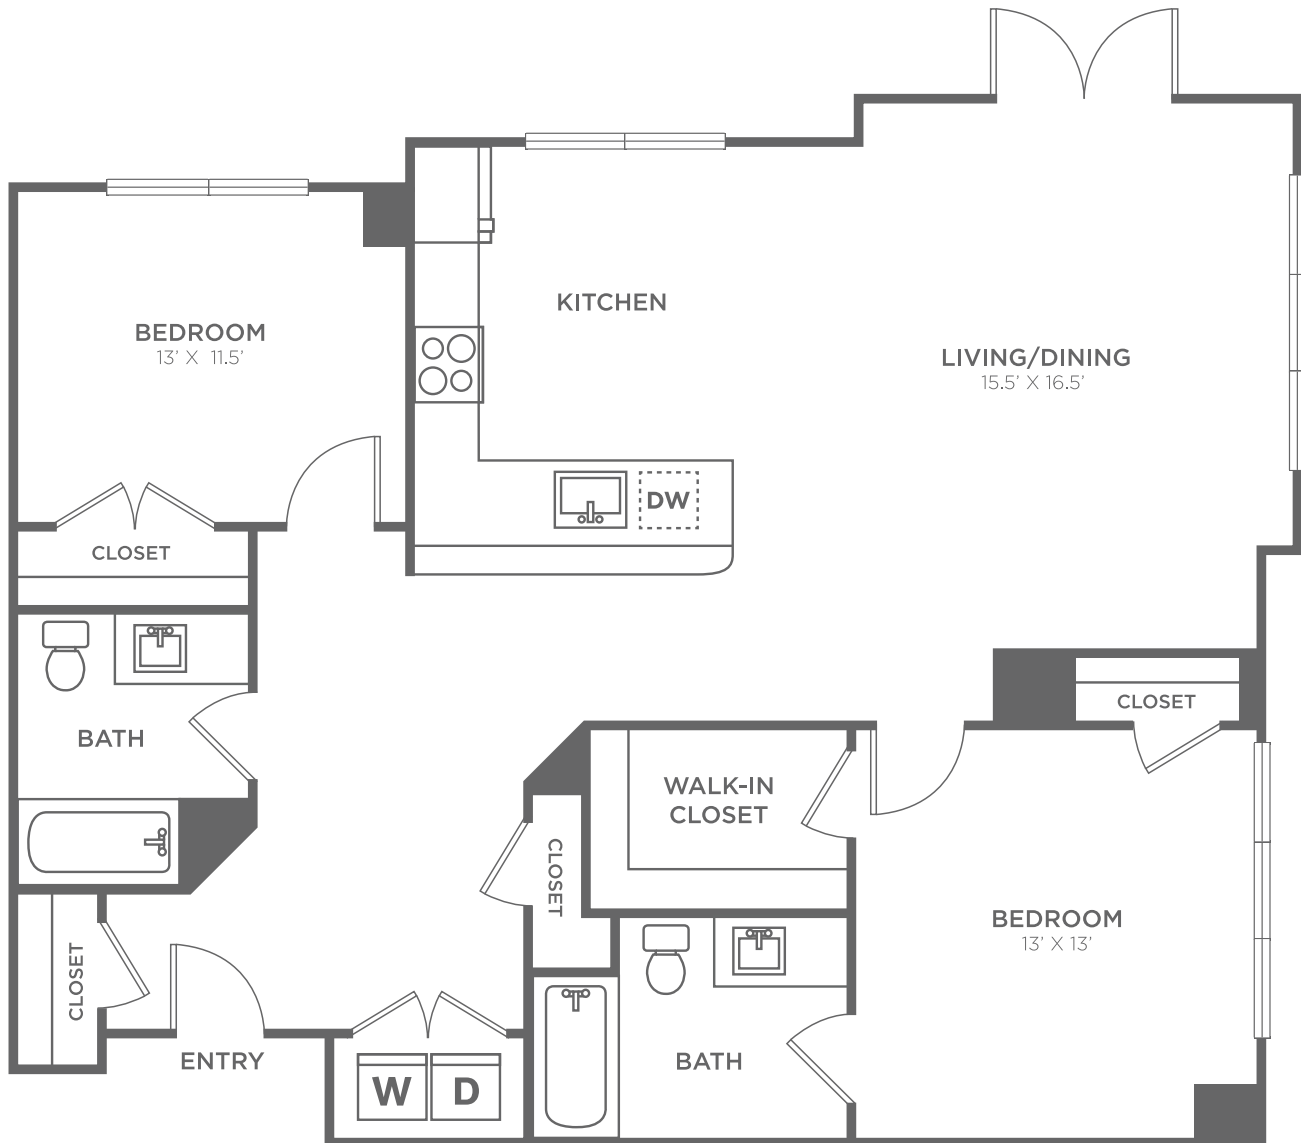 KITCHEN
BEDROOM
13' X 11.5'
LIVING/DINING
15.5' X 16.5'
DW
CLOSET
CLOSET
BATH
WALK-IN
CLOSET
CLOSET
BEDROOM
13' X 13'
CLOSET
ENTRY
BATH
W
D